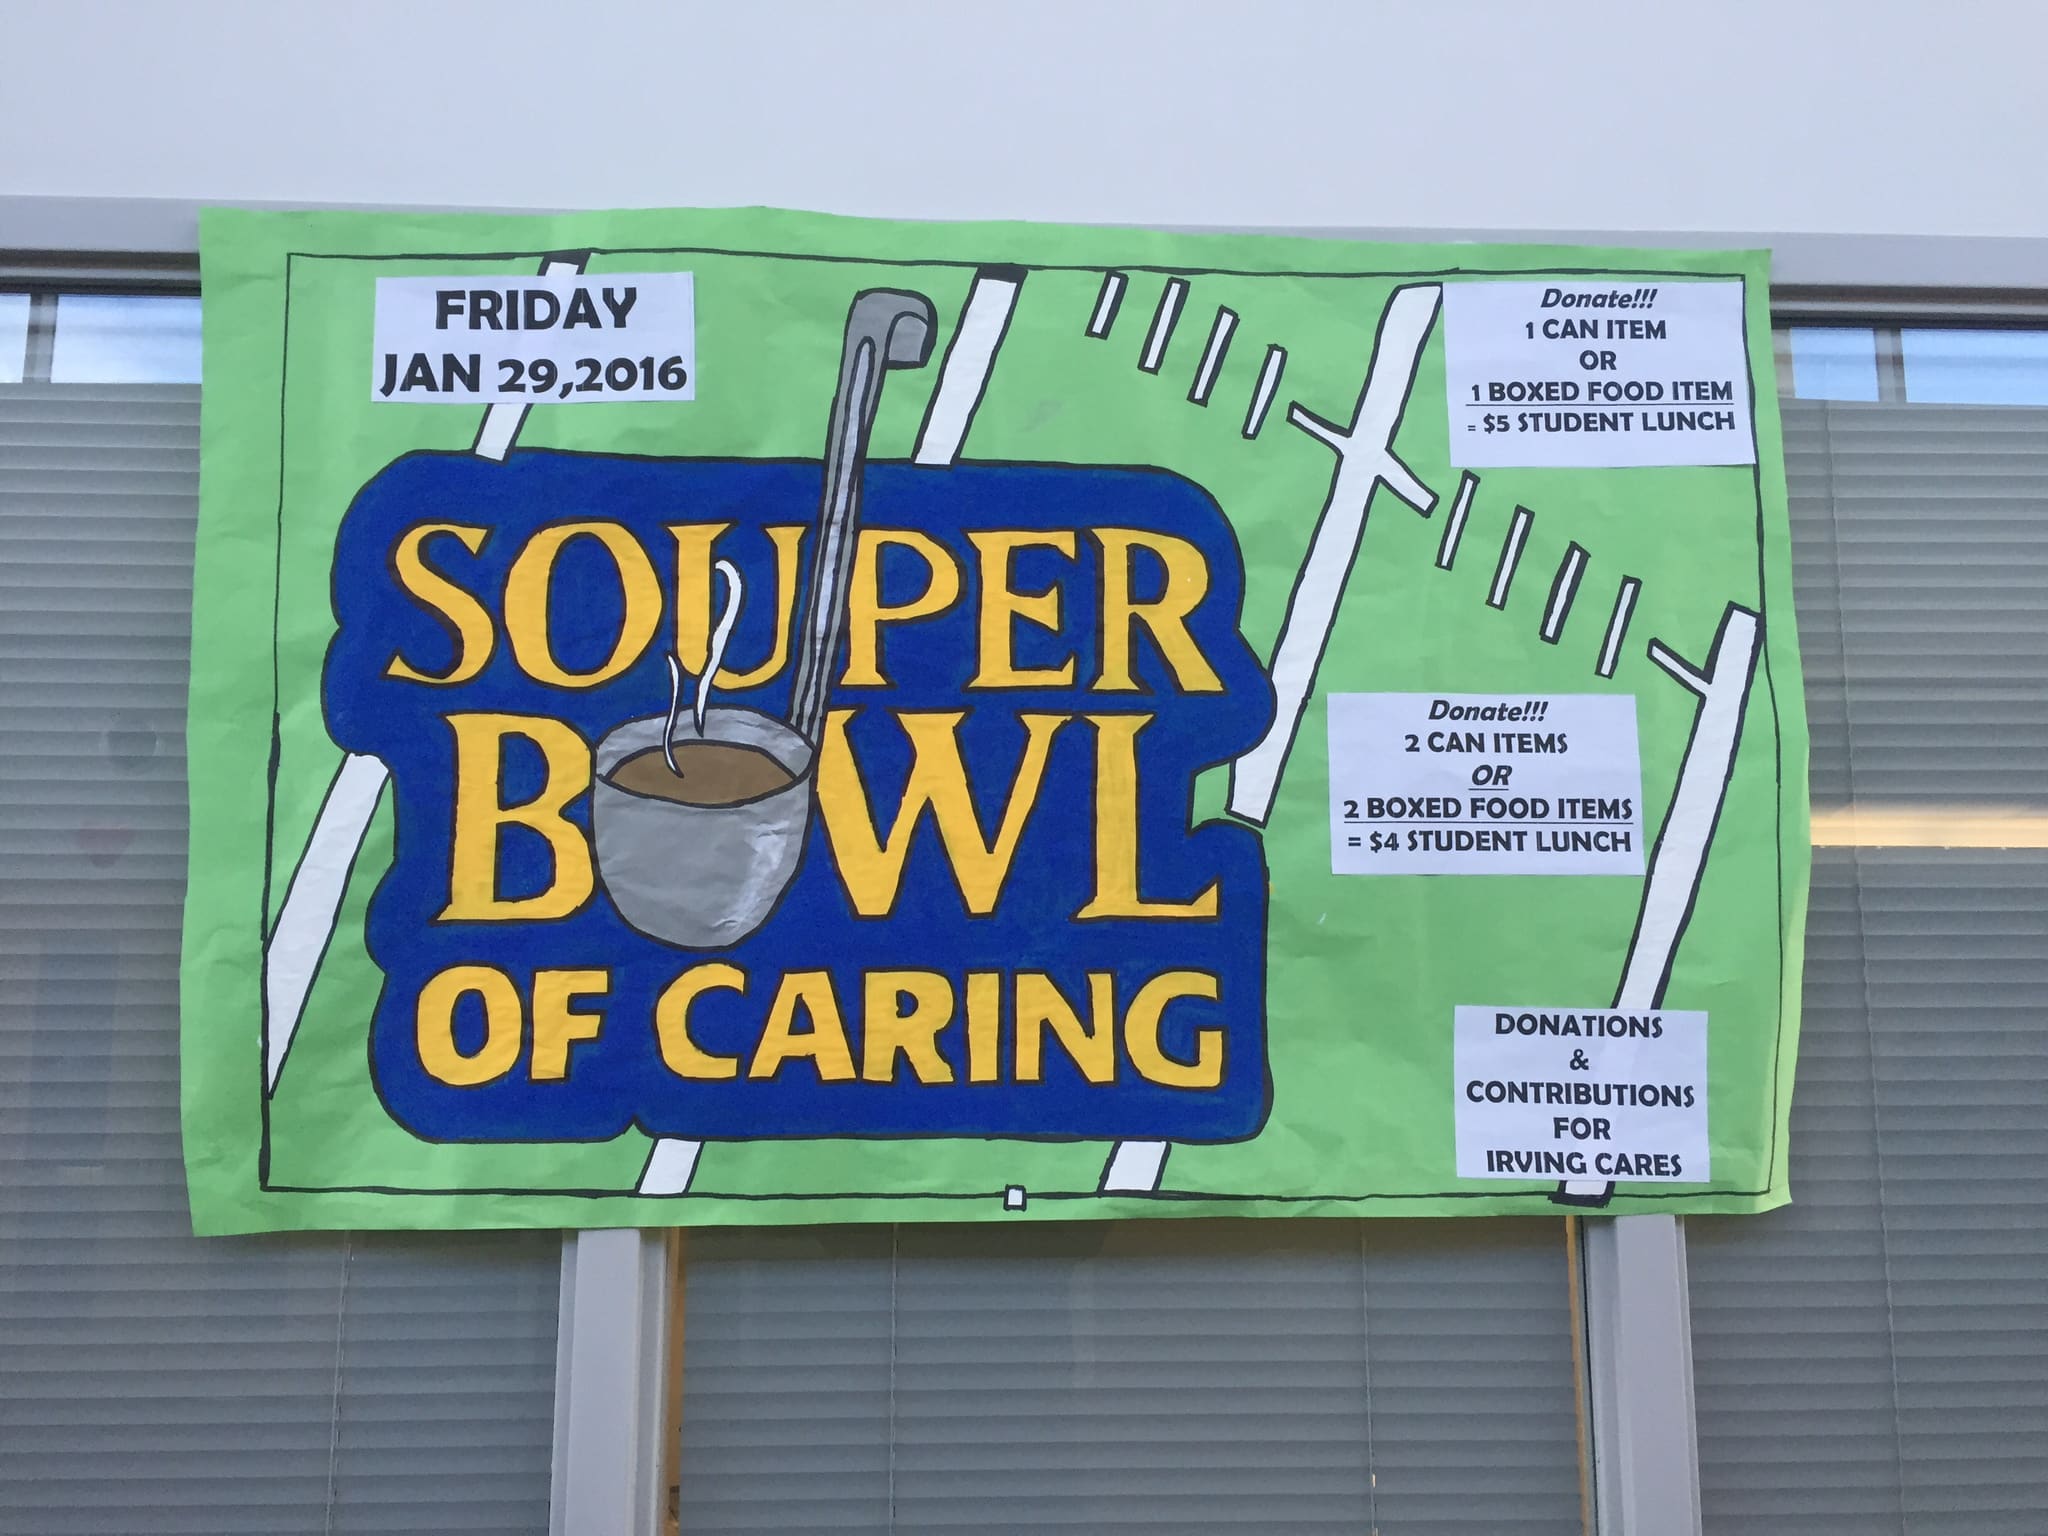 FRIDAY
JAN 29,2016
SOUPER
BOWL
OF CARING
Donate!!!
1 CAN ITEM
OR
1 BOXED FOOD ITEM
= $5 STUDENT LUNCH
Donate!!!
2 CAN ITEMS
OR
2 BOXED FOOD ITEMS
= $4 STUDENT LUNCH
DONATIONS
&
CONTRIBUTIONS
FOR
IRVING CARES